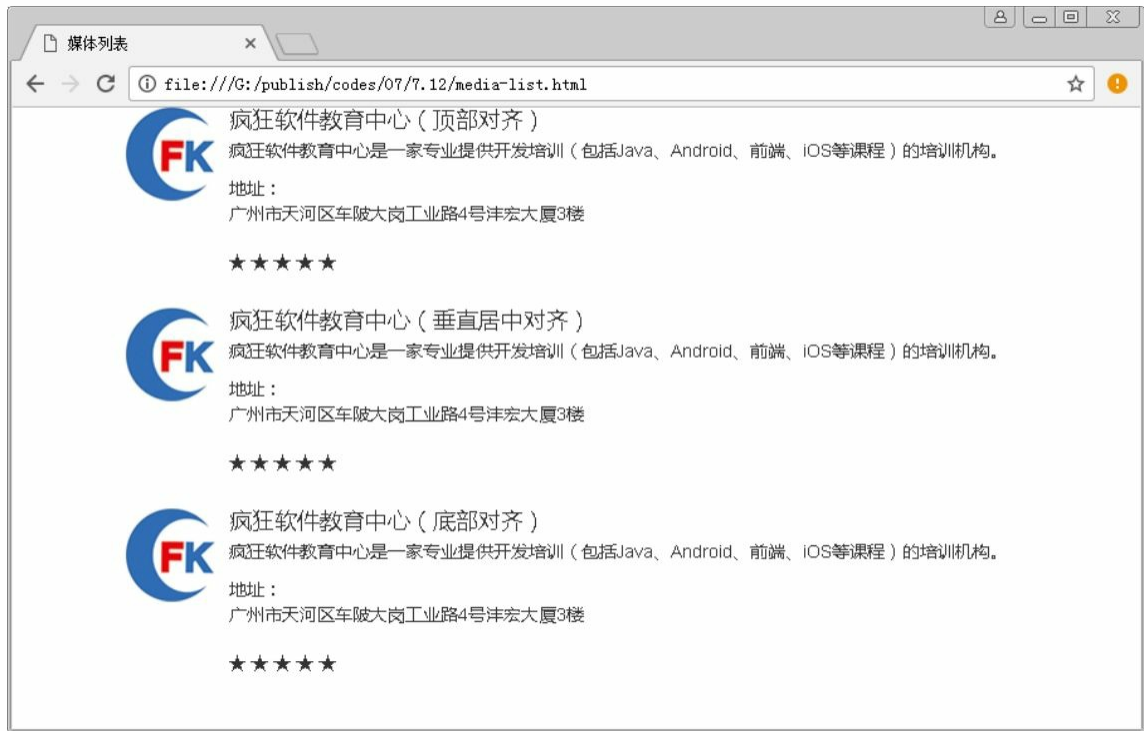 媒体列表
file:///G:/publish/codes/07/7.12/media-list.html
FK
疯狂软件教育中心（顶部对齐）
疯狂软件教育中心是一家专业提供开发培训（包括Java、Android、前端、iOS等课程）的培训机构。
地址：
广州市天河区车陂大岗工业路4号沣宏大厦3楼
★★★★★
FK
疯狂软件教育中心（垂直居中对齐）
疯狂软件教育中心是一家专业提供开发培训（包括Java、Android、前端、iOS等课程）的培训机构。
地址：
广州市天河区车陂大岗工业路4号沣宏大厦3楼
★★★★★
FK
疯狂软件教育中心（底部对齐）
疯狂软件教育中心是一家专业提供开发培训（包括Java、Android、前端、iOS等课程）的培训机构。
地址：
广州市天河区车陂大岗工业路4号沣宏大厦3楼
★★★★★